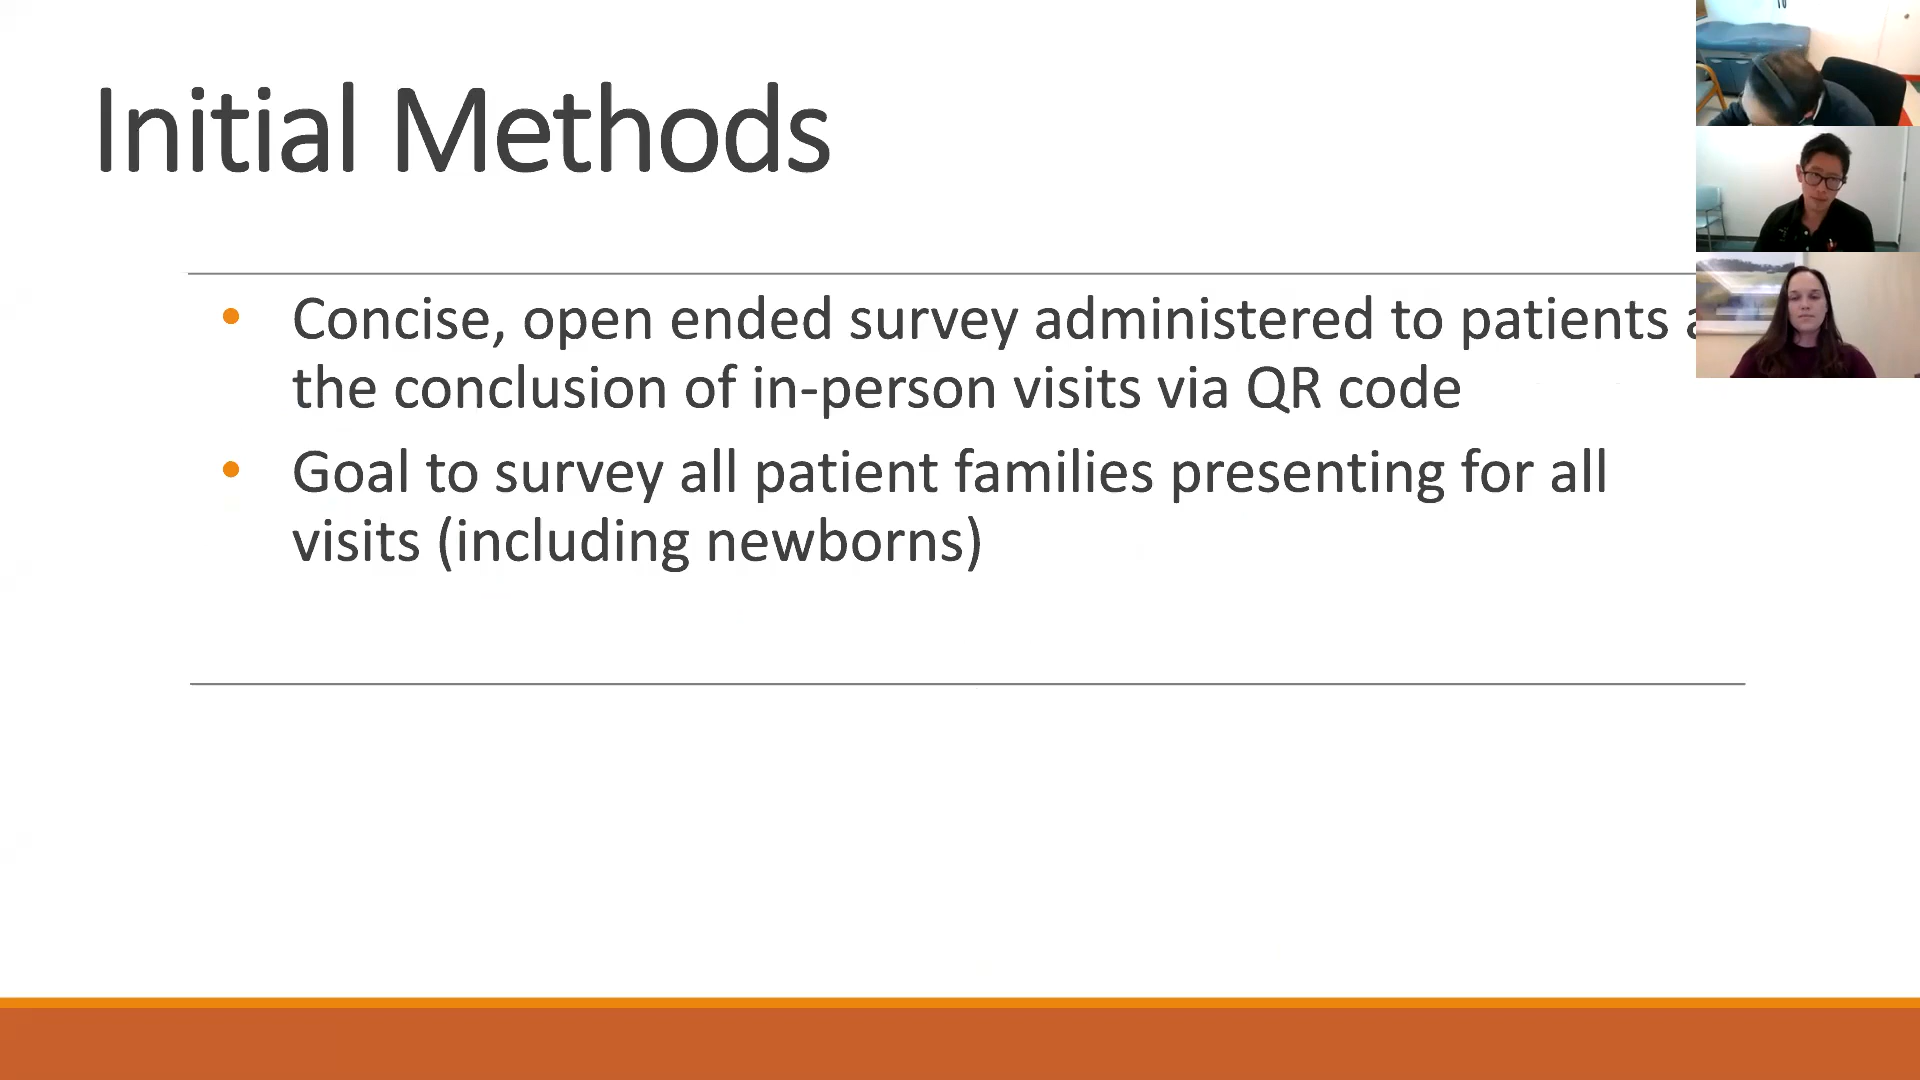 Initial Methods
• Concise, open ended survey administered to patients
the conclusion of in-person visits via QR code
• Goal to survey all patient families presenting for all
visits (including newborns)